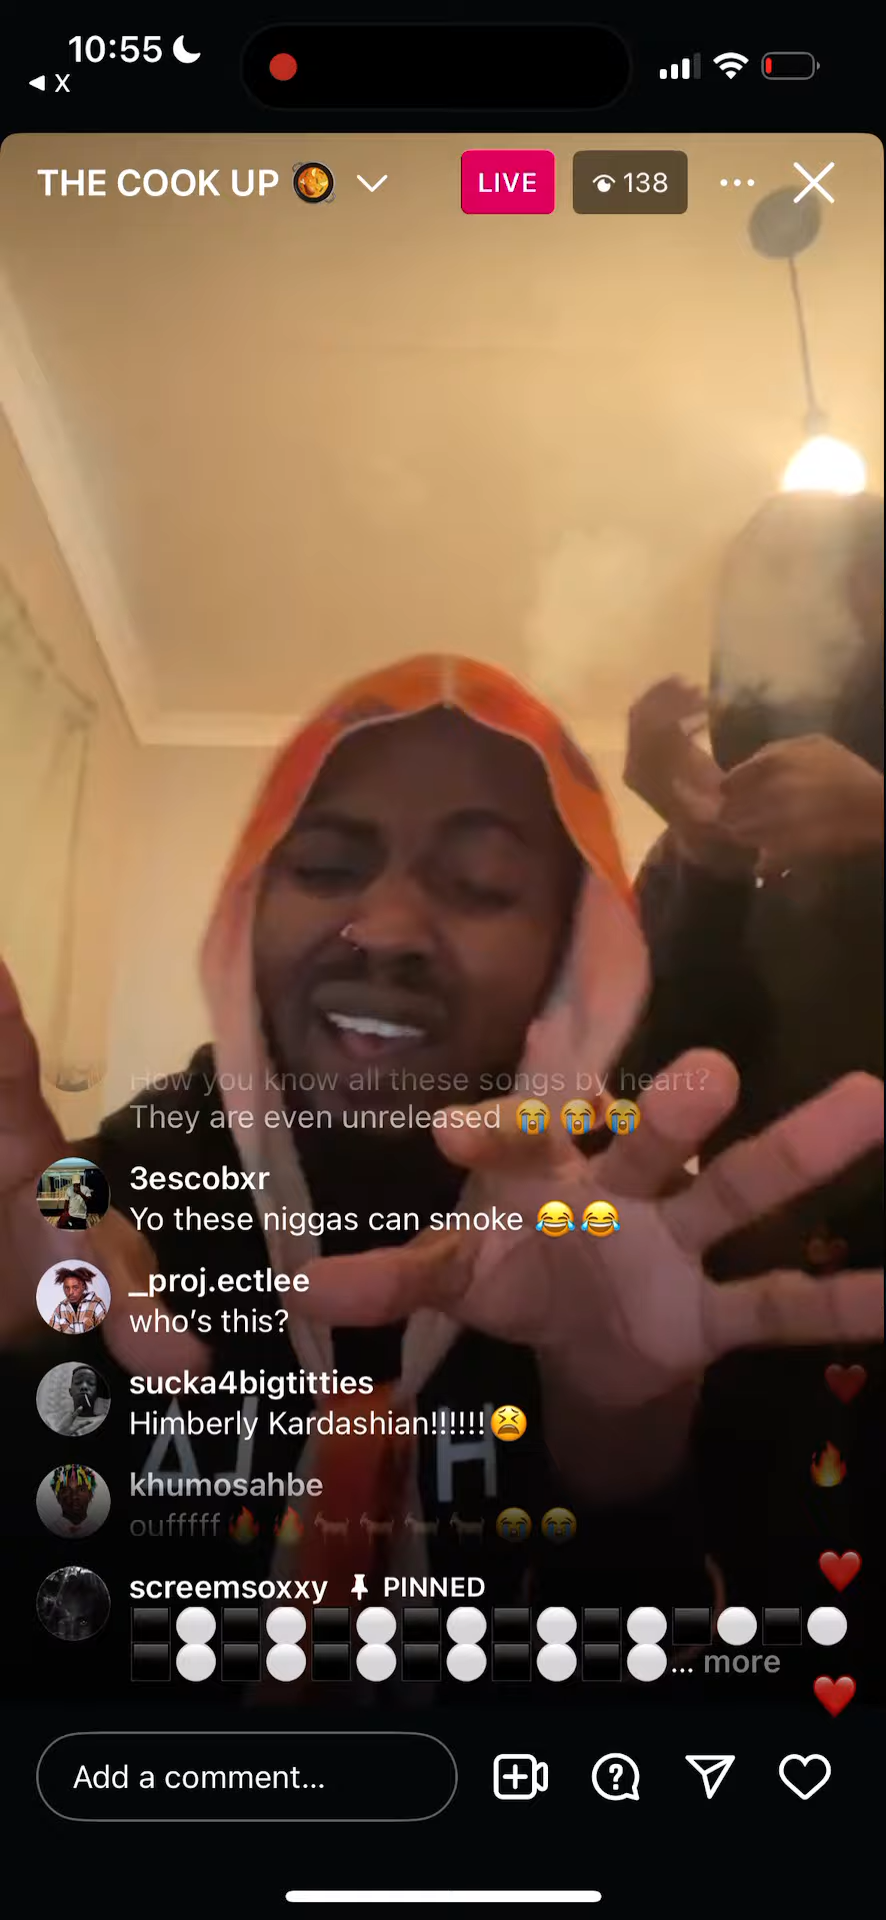 10:55
X
THE COOK UP 🥘
LIVE
138
How you know all these songs by heart?
They are even unreleased 😭😭😭
3escobxr
Yo these niggas can smoke 😂😂
_proj.ectlee
who's this?
sucka4bigtitties
Himberly Kardashian!!!!!!😫
khumosahbe
oufffff🔥🔥🐐🐐🐐🐐😭😭
screemsoxxy 📌 PINNED
⬛⚪⬛⚪⬛⚪⬛⚪⬛⚪⬛⚪⬛⚪⬛⚪
⬛⚪⬛⚪⬛⚪⬛⚪⬛⚪⬛⚪... more
Add a comment...